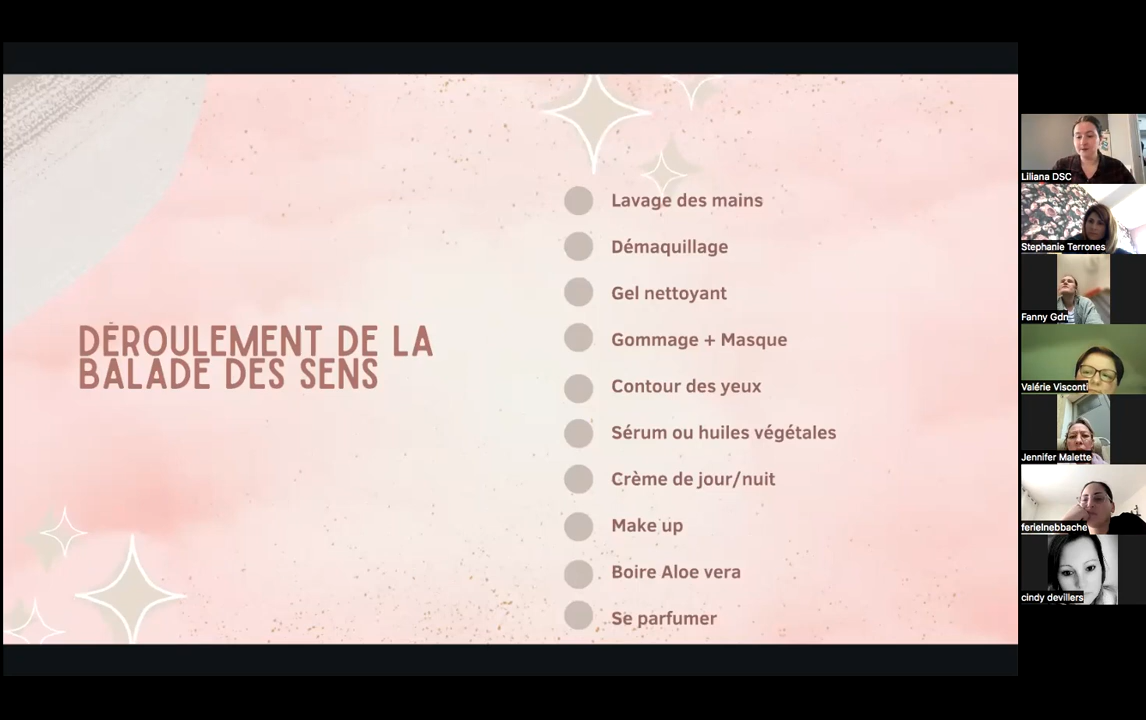 DÉROULEMENT DE LA
BALADE DES SENS
Lavage des mains
Démaquillage
Gel nettoyant
Gommage + Masque
Contour des yeux
Sérum ou huiles végétales
Crème de jour/nuit
Make up
Boire Aloe vera
Se parfumer
Liliana DSC
Stephanie Terrones
Fanny Gdn
Valérie Visconti
Jennifer Malette
ferielnebbache
cindy devillers